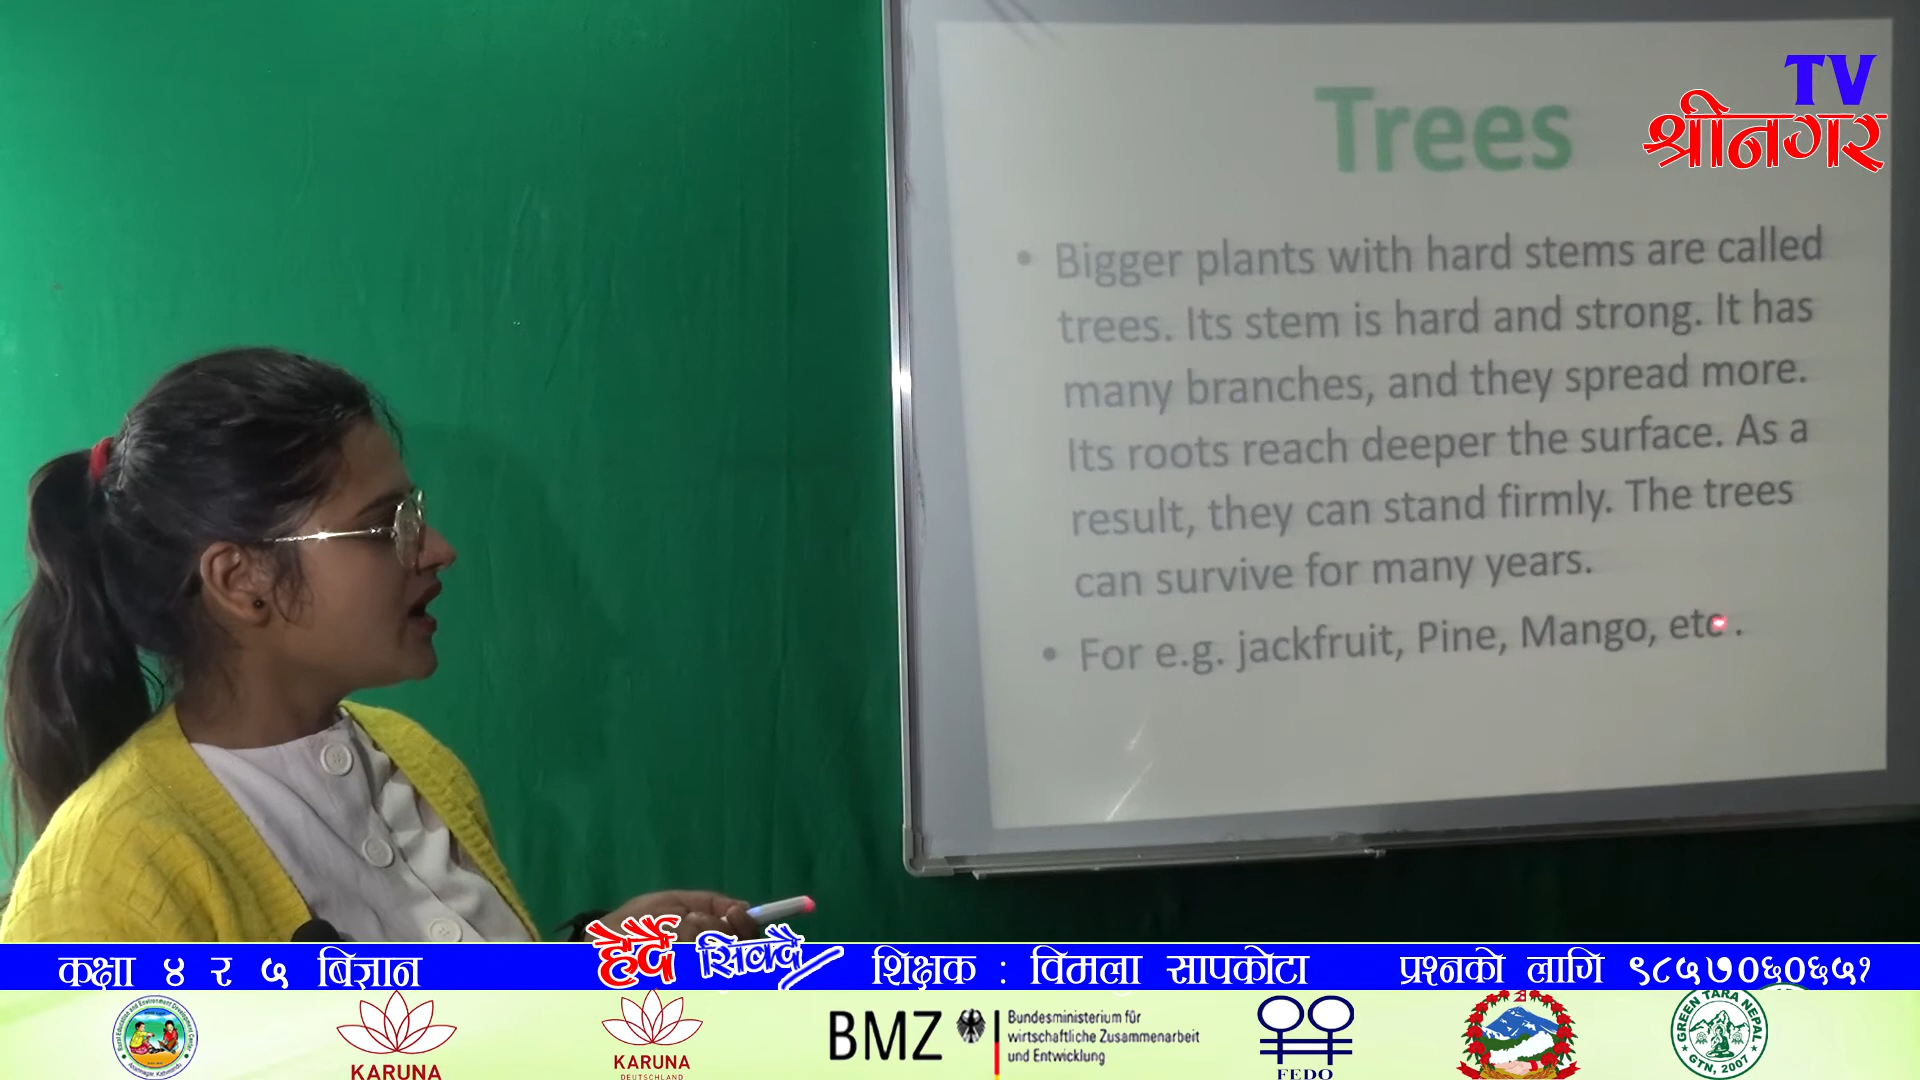 Trees
TV
श्रीनगर
• Bigger plants with hard stems are called
trees. Its stem is hard and strong. It has
many branches, and they spread more.
Its roots reach deeper the surface. As a
result, they can stand firmly. The trees
can survive for many years.
• For e.g. jackfruit, Pine, Mango, etc .
कक्षा ४ र ५ बिज्ञान
हेर्दै सिक्दै
शिक्षक : विमला सापकोटा
प्रश्नको लागि ९८५७०६०६५१
KARUNA
KARUNA
DEUTSCHLAND
BMZ
Bundesministerium für
wirtschaftliche Zusammenarbeit
und Entwicklung
FEDO
GREEN TARA NEPAL
GTN, 2007